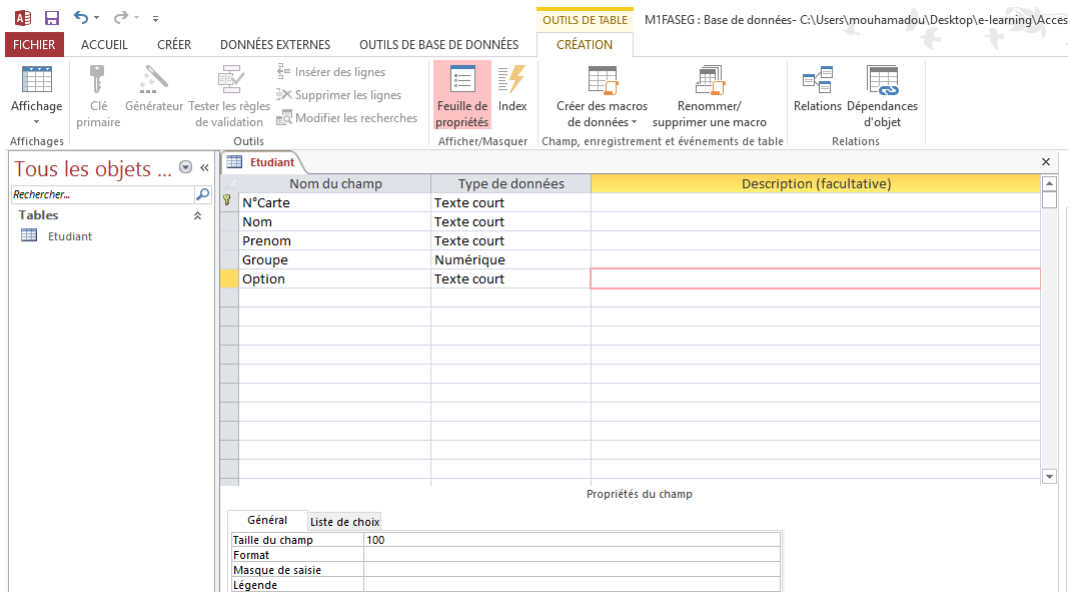 OUTILS DE TABLE M1FASEG : Base de données- C:\Users\mouhamadou\Desktop\e-learning\Acces
FICHIER ACCUEIL CRÉER DONNÉES EXTERNES OUTILS DE BASE DE DONNÉES CRÉATION
Affichage
Clé primaire
Générateur
Tester les règles de validation
Insérer des lignes
Supprimer les lignes
Modifier les recherches
Feuille de propriétés
Index
Créer des macros de données
Renommer/ supprimer une macro
Relations
Dépendances d'objet
Affichages Outils Afficher/Masquer Champ, enregistrement et événements de table Relations
Tous les objets ... «
Rechercher...
Tables
Etudiant
Etudiant
Nom du champ Type de données Description (facultative)
N°Carte Texte court
Nom Texte court
Prenom Texte court
Groupe Numérique
Option Texte court
Propriétés du champ
Général Liste de choix
Taille du champ 100
Format
Masque de saisie
Légende